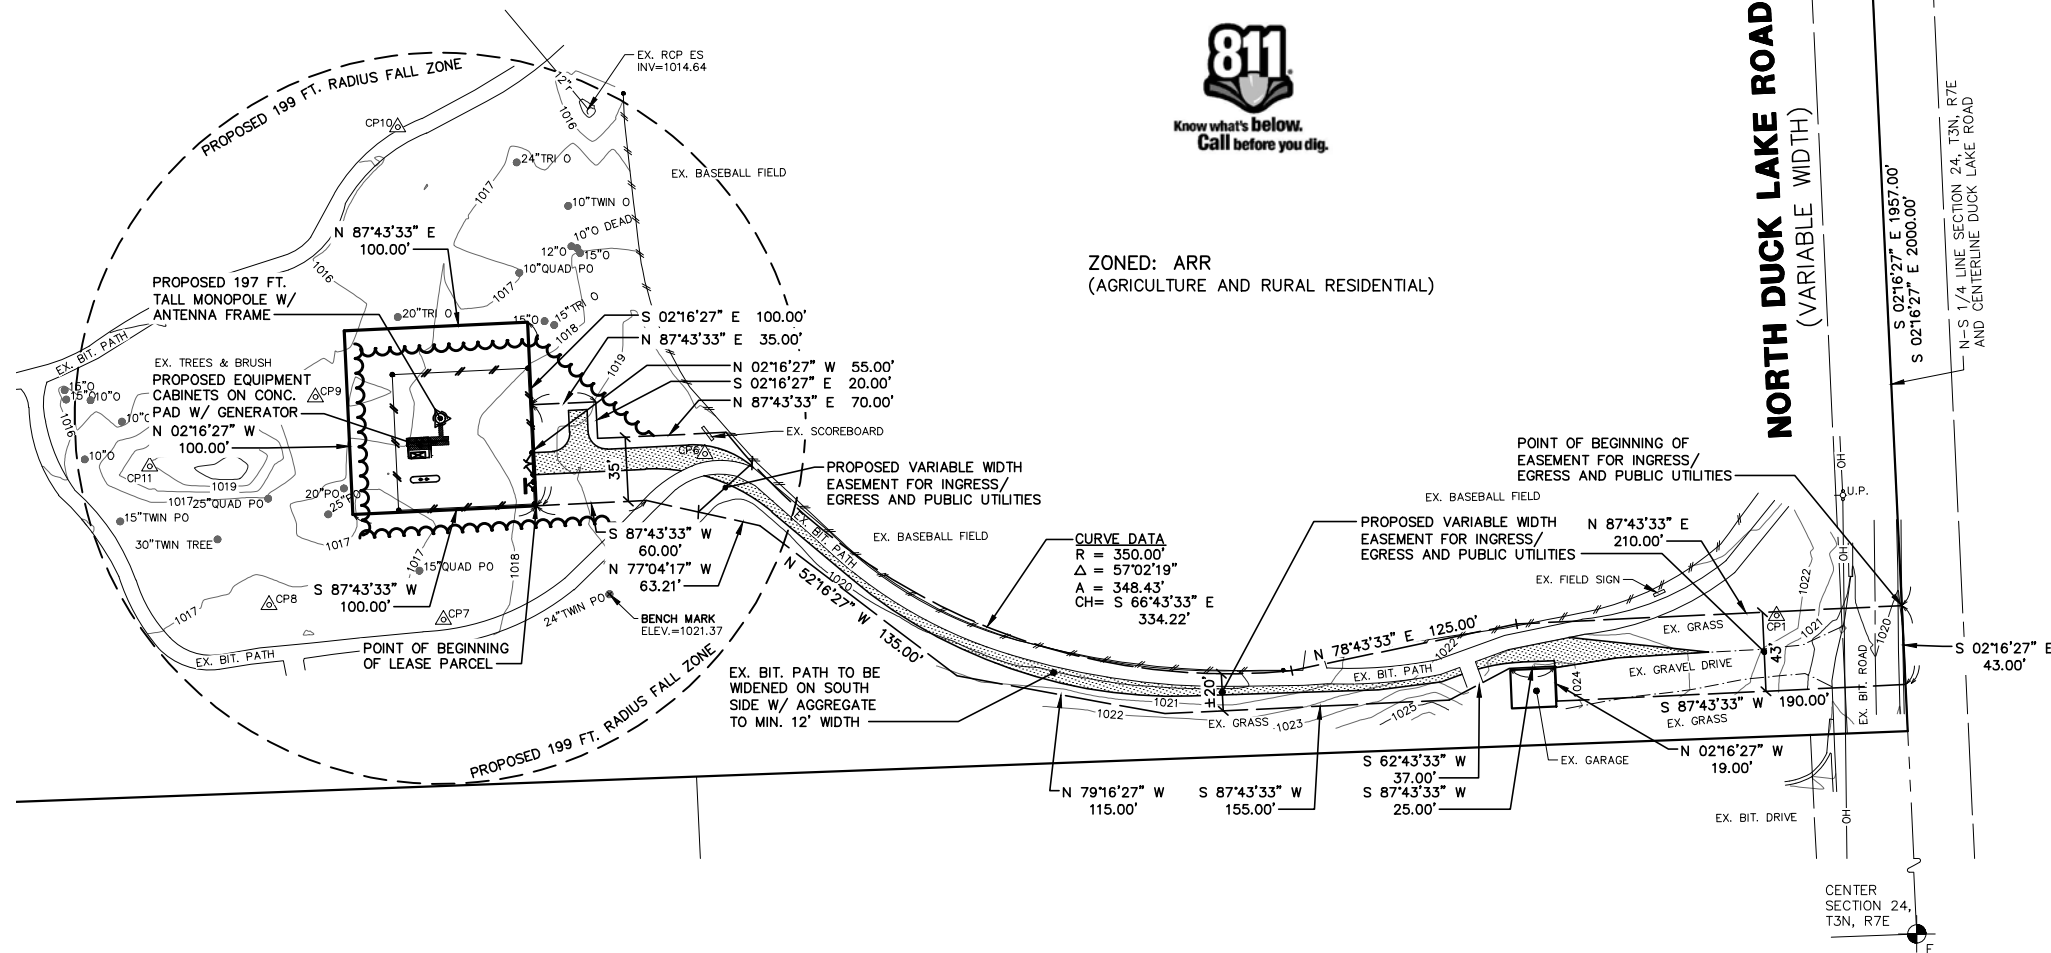 PROPOSED 199 FT. RADIUS FALL ZONE
12"
EX. RCP ES
INV=1014.64
1016
CP10
24"TRI O
1017
EX. BASEBALL FIELD
10"TWIN O
10"O DEAD
12"O
15"O
10"QUAD PO
1017
N 87°43'33" E
100.00'
1016
PROPOSED 197 FT.
TALL MONOPOLE W/
ANTENNA FRAME
20"TRI O
15"O
15"TRI O
1018
1019
EX. BIT. PATH
EX. TREES & BRUSH
PROPOSED EQUIPMENT
CABINETS ON CONC.
PAD W/ GENERATOR
N 02°16'27" W
100.00'
CP9
15"O
10"O
1016
10"O
CP11
1019
1017
25"QUAD PO
20"PO
25"PO
15"TWIN PO
30"TWIN TREE
1017
1017
15"QUAD PO
1018
S 87°43'33" W
100.00'
CP8
CP7
1017
EX. BIT. PATH
24"TWIN PO
POINT OF BEGINNING
OF LEASE PARCEL
BENCH MARK
ELEV.=1021.37
PROPOSED 199 FT. RADIUS FALL ZONE
S 02°16'27" E 100.00'
N 87°43'33" E 35.00'
N 02°16'27" W 55.00'
S 02°16'27" E 20.00'
N 87°43'33" E 70.00'
EX. SCOREBOARD
CP6
35'
PROPOSED VARIABLE WIDTH
EASEMENT FOR INGRESS/
EGRESS AND PUBLIC UTILITIES
S 87°43'33" W
60.00'
N 77°04'17" W
63.21'
EX. BIT. PATH
1020
EX. BASEBALL FIELD
N 52°16'27" W 135.00'
EX. BIT. PATH TO BE
WIDENED ON SOUTH
SIDE W/ AGGREGATE
TO MIN. 12' WIDTH
CURVE DATA
R = 350.00'
Δ = 57°02'19"
A = 348.43'
CH= S 66°43'33" E
334.22'
811
Know what's below.
Call before you dig.
ZONED: ARR
(AGRICULTURE AND RURAL RESIDENTIAL)
NORTH DUCK LAKE ROAD
(VARIABLE WIDTH)
S 02°16'27" E 1957.00'
S 02°16'27" E 2000.00'
N-S 1/4 LINE SECTION 24, T3N, R7E
AND CENTERLINE DUCK LAKE ROAD
POINT OF BEGINNING OF
EASEMENT FOR INGRESS/
EGRESS AND PUBLIC UTILITIES
EX. BASEBALL FIELD
PROPOSED VARIABLE WIDTH
EASEMENT FOR INGRESS/
EGRESS AND PUBLIC UTILITIES
N 87°43'33" E
210.00'
EX. FIELD SIGN
OH
U.P.
OH
1022
N 78°43'33" E 125.00'
1022
EX. GRASS
CP1
1021
1020
43'
EX. BIT. PATH
EX. GRAVEL DRIVE
EX. BIT. ROAD
S 02°16'27" E
43.00'
±20'
1021
1022
EX. GRASS
1023
1025
1024
S 87°43'33" W 190.00'
EX. GRASS
N 02°16'27" W
19.00'
EX. GARAGE
S 62°43'33" W
37.00'
N 79°16'27" W
115.00'
S 87°43'33" W
155.00'
S 87°43'33" W
25.00'
EX. BIT. DRIVE
OH
CENTER
SECTION 24,
T3N, R7E
F